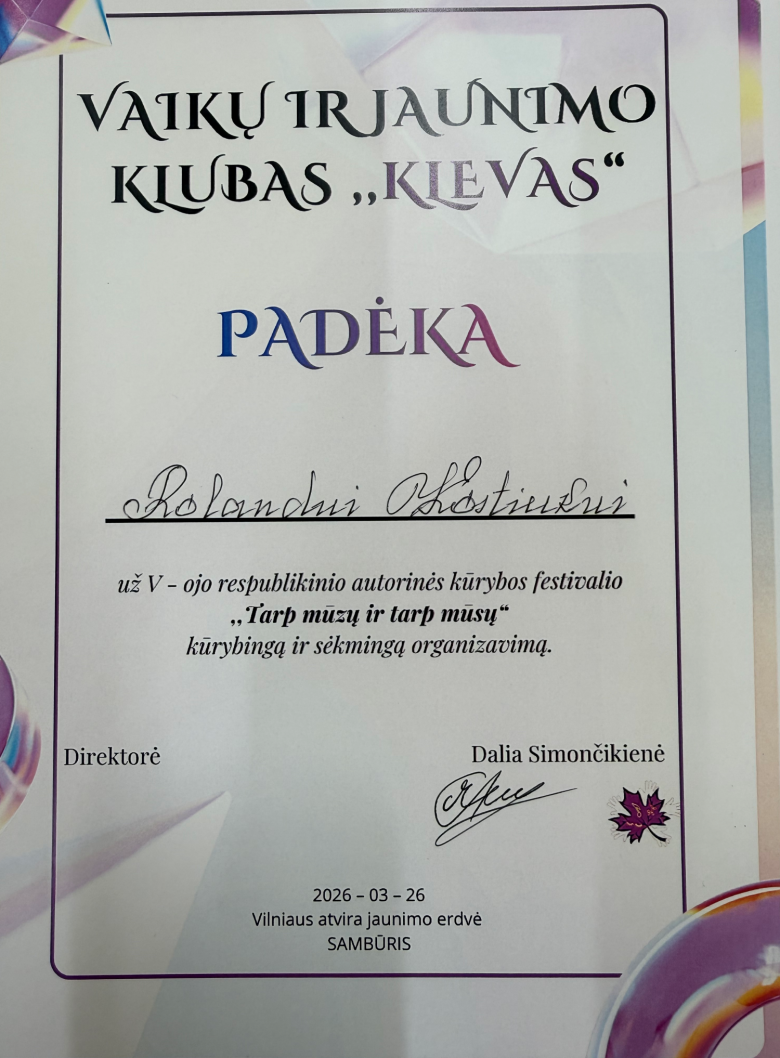 VAIKŲ IR JAUNIMO
KLUBAS ,,KLEVAS“
PADĖKA
Rolandui
už V – ojo respublikinio autorinės kūrybos festivalio
,,Tarp mūzų ir tarp mūsų“
kūrybingą ir sėkmingą organizavimą.
Direktorė
Dalia Simončikienė
2026 – 03 – 26
Vilniaus atvira jaunimo erdvė
SAMBŪRIS